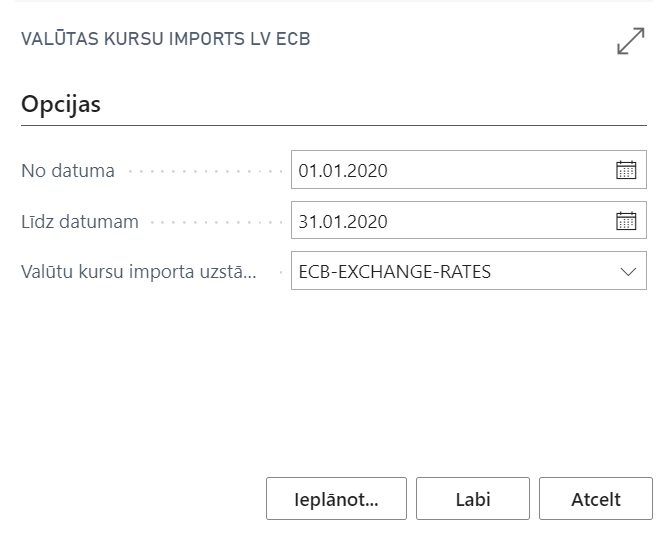 VALŪTAS KURSU IMPORTS LV ECB
Opcijas
No datuma 01.01.2020
Līdz datumam 31.01.2020
Valūtu kursu importa uzstā... ECB-EXCHANGE-RATES
Ieplānot... Labi Atcelt